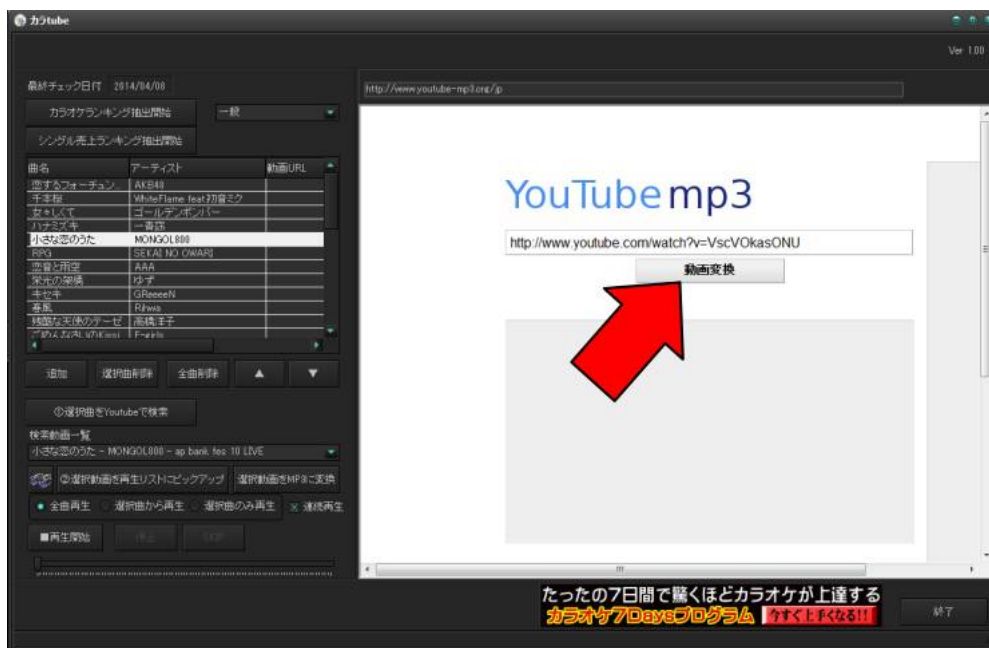 カラtube
Ver 1.00
最終チェック日付 2014/04/08
http://www.youtube-mp3.org/jp
カラオケランキング抽出開始 一般
シングル売上ランキング抽出開始
曲名 アーティスト 動画URL
恋するフォーチュン... AKB48
千本桜 WhiteFlame feat初音ミク
女々しくて ゴールデンボンバー
ハナミズキ 一青窈
小さな恋のうた MONGOL800
RPG SEKAI NO OWARI
恋音と雨空 AAA
栄光の架橋 ゆず
キセキ GReeeeN
春風 Rihwa
残酷な天使のテーゼ 高橋洋子
YouTube mp3
http://www.youtube.com/watch?v=VscVOkasONU
動画変換
追加 選択曲削除 全曲削除 ▲ ▼
①選択曲をYoutubeで検索
検索動画一覧
小さな恋のうた - MONGOL800 - ap bank fes 10 LIVE
②選択動画を再生リストにピックアップ 選択動画をMP3に変換
全曲再生 選択曲から再生 選択曲のみ再生 連続再生
■再生開始 停止
たったの7日間で驚くほどカラオケが上達する
カラオケ7Daysプログラム 今すぐ上手くなる!!
終了